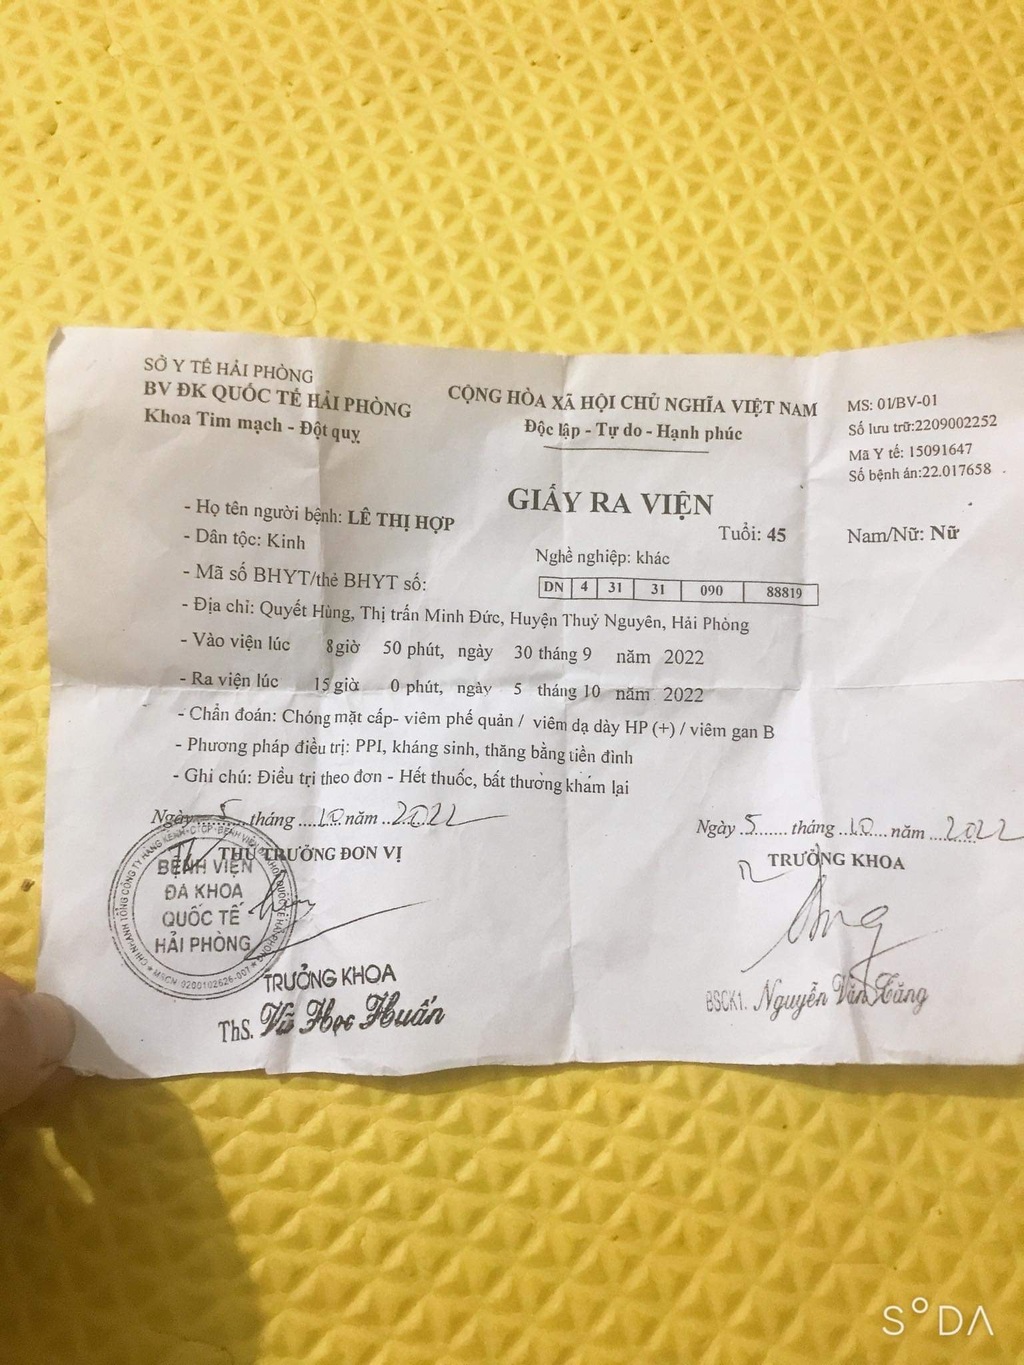 SỞ Y TẾ HẢI PHÒNG
BV ĐK QUỐC TẾ HẢI PHÒNG
Khoa Tim mạch - Đột quỵ
CỘNG HÒA XÃ HỘI CHỦ NGHĨA VIỆT NAM
Độc lập - Tự do - Hạnh phúc
MS: 01/BV-01
Số lưu trữ:2209002252
Mã Y tế: 15091647
Số bệnh án:22.017658
GIẤY RA VIỆN
- Họ tên người bệnh: LÊ THỊ HỢP Tuổi: 45 Nam/Nữ: Nữ
- Dân tộc: Kinh Nghề nghiệp: khác
- Mã số BHYT/thẻ BHYT số: DN 4 31 31 090 88819
- Địa chỉ: Quyết Hùng, Thị trấn Minh Đức, Huyện Thuỷ Nguyên, Hải Phòng
- Vào viện lúc 8giờ 50 phút, ngày 30 tháng 9 năm 2022
- Ra viện lúc 15giờ 0 phút, ngày 5 tháng 10 năm 2022
- Chẩn đoán: Chóng mặt cấp- viêm phế quản / viêm dạ dày HP (+) / viêm gan B
- Phương pháp điều trị: PPI, kháng sinh, thăng bằng tiền đình
- Ghi chú: Điều trị theo đơn - Hết thuốc, bất thường khám lại
Ngày 5 tháng ....10 năm ..2022
THỦ TRƯỞNG ĐƠN VỊ
BỆNH VIỆN
ĐA KHOA
QUỐC TẾ
HẢI PHÒNG
MSCN 0200102626-001
TRƯỞNG KHOA
ThS. Vũ Học Huấn
Ngày .5....... tháng ..10.... năm ..2022
TRƯỞNG KHOA
BSCK1. Nguyễn Văn Tăng
SODA